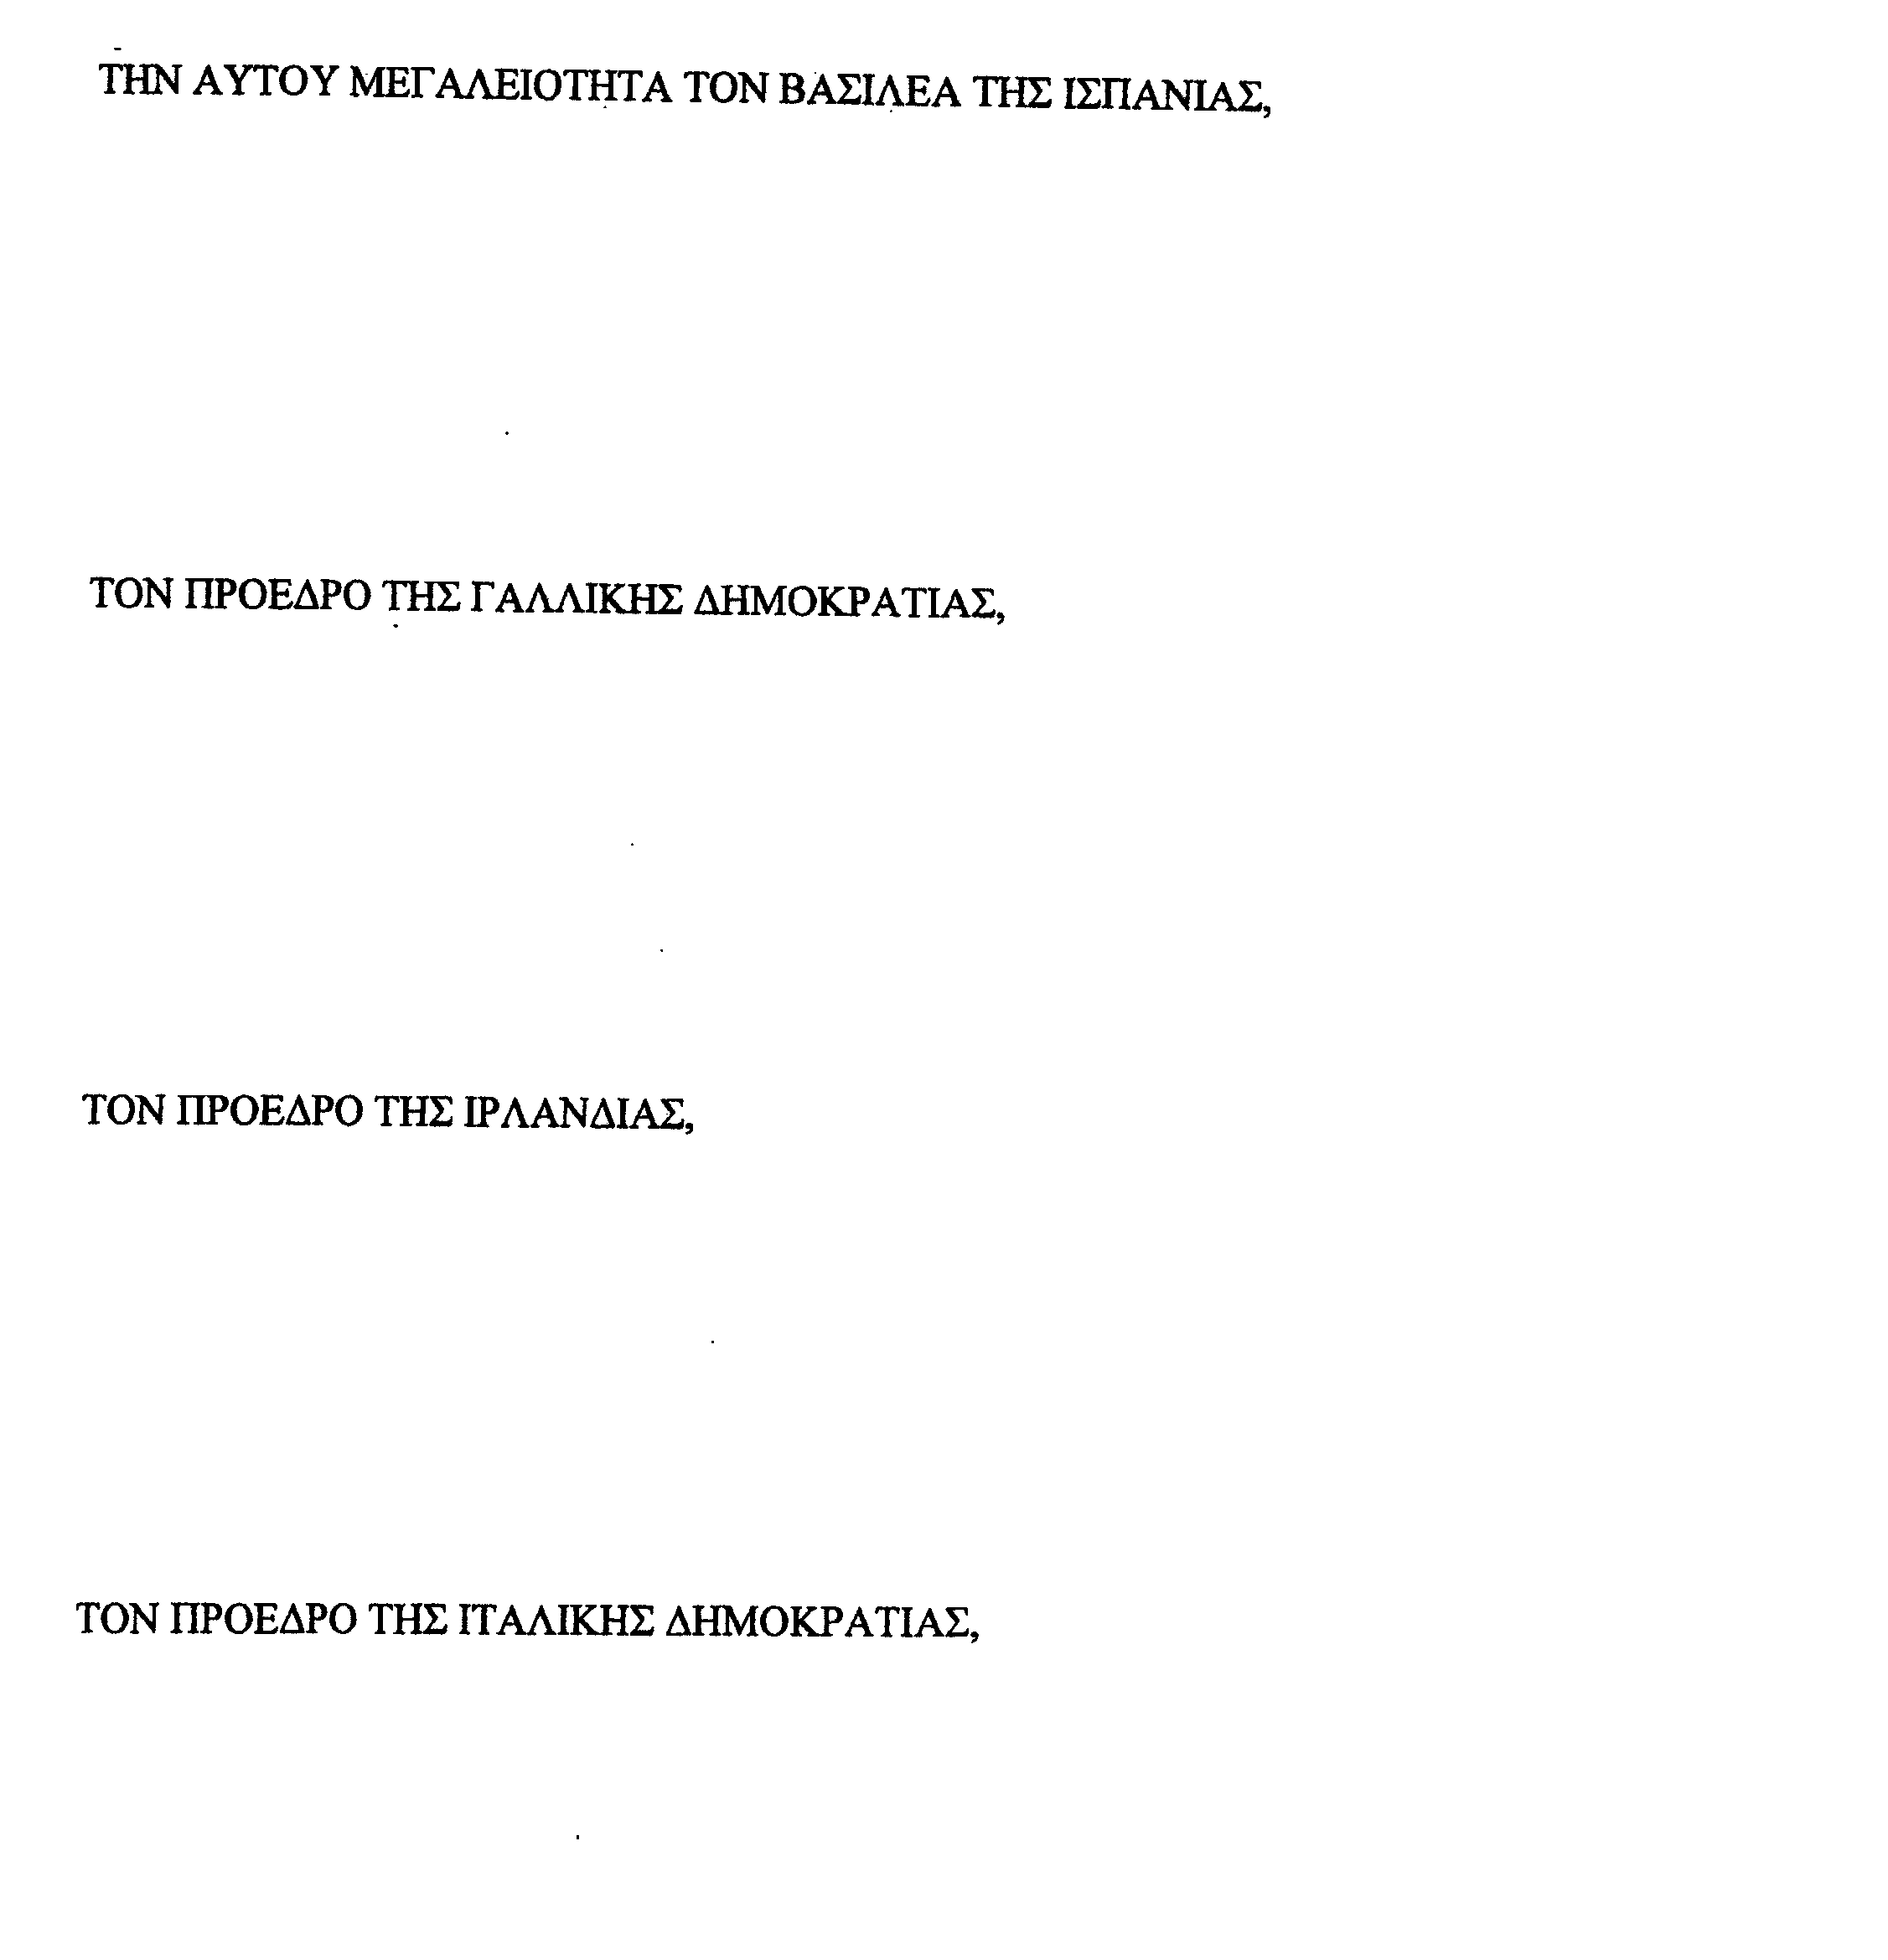 ΤΗΝ ΑΥΤΟΥ ΜΕΓΑΛΕΙΟΤΗΤΑ ΤΟΝ ΒΑΣΙΛΕΑ ΤΗΣ ΙΣΠΑΝΙΑΣ,
ΤΟΝ ΠΡΟΕΔΡΟ ΤΗΣ ΓΑΛΛΙΚΗΣ ΔΗΜΟΚΡΑΤΙΑΣ,
ΤΟΝ ΠΡΟΕΔΡΟ ΤΗΣ ΙΡΛΑΝΔΙΑΣ,
ΤΟΝ ΠΡΟΕΔΡΟ ΤΗΣ ΙΤΑΛΙΚΗΣ ΔΗΜΟΚΡΑΤΙΑΣ,